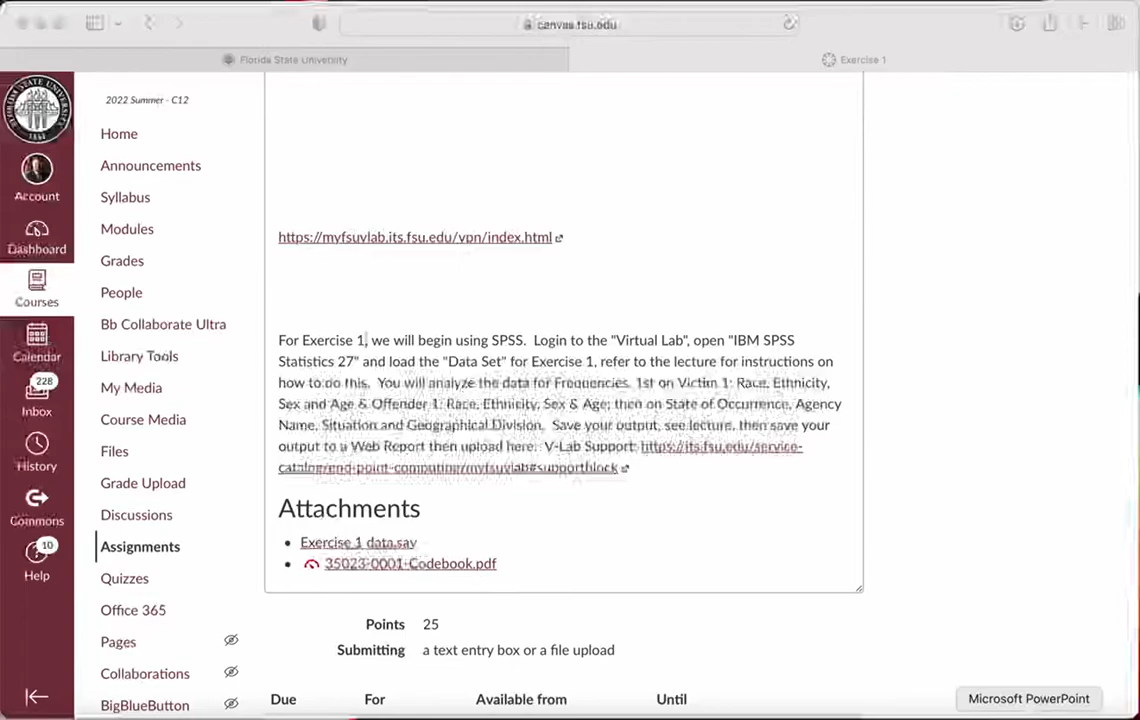 canvas.fsu.edu
Florida State University
Exercise 1
2022 Summer - C12
Home
Announcements
Syllabus
Modules
Grades
People
Bb Collaborate Ultra
Library Tools
My Media
Course Media
Files
Grade Upload
Discussions
Assignments
Quizzes
Office 365
Pages
Collaborations
BigBlueButton
Account
Dashboard
Courses
Calendar
228
Inbox
History
Commons
10
Help
https://myfsuvlab.its.fsu.edu/vpn/index.html
For Exercise 1, we will begin using SPSS. Login to the "Virtual Lab", open "IBM SPSS
Statistics 27" and load the "Data Set" for Exercise 1, refer to the lecture for instructions on
how to do this. You will analyze the data for Frequencies. 1st on Victim 1: Race, Ethnicity,
Sex and Age & Offender 1: Race, Ethnicity, Sex & Age; then on State of Occurrence, Agency
Name, Situation and Geographical Division. Save your output, see lecture, then save your
output to a Web Report then upload here. V-Lab Support: https://its.fsu.edu/service-
catalog/end-point-computing/myfsuvlab#supportblock
Attachments
Exercise 1 data.sav
35023-0001-Codebook.pdf
Points 25
Submitting a text entry box or a file upload
Due For Available from Until
Microsoft PowerPoint